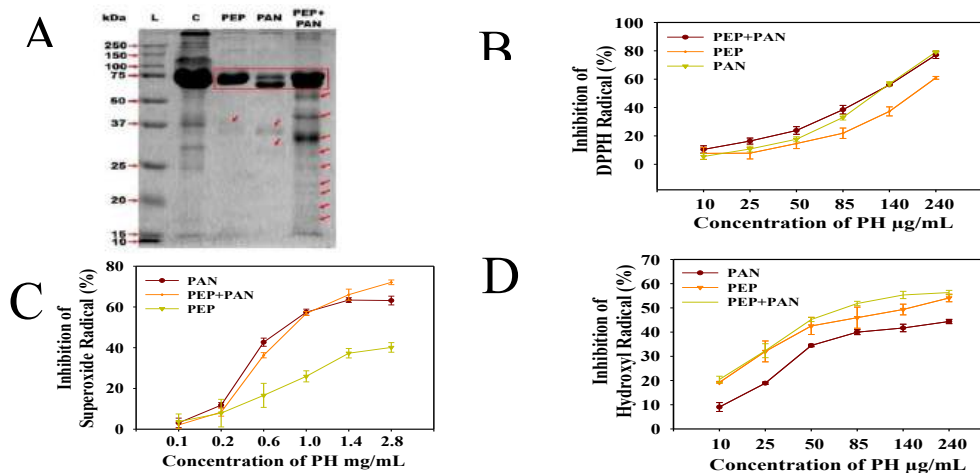 A
kDa L C PEP PAN PEP+
PAN
250
150
100
75
50
37
25
20
15
10
B
Inhibition of
DPPH Radical (%)
100
80
60
40
20
0
PEP+PAN
PEP
PAN
10 25 50 85 140 240
Concentration of PH µg/mL
C
Inhibition of
Superoxide Radical (%)
80
60
40
20
0
PAN
PEP+PAN
PEP
0.1 0.2 0.6 1.0 1.4 2.8
Concentration of PH mg/mL
D
Inhibition of
Hydroxyl Radical (%)
70
60
50
40
30
20
10
0
PAN
PEP
PEP+PAN
10 25 50 85 140 240
Concentration of PH µg/mL